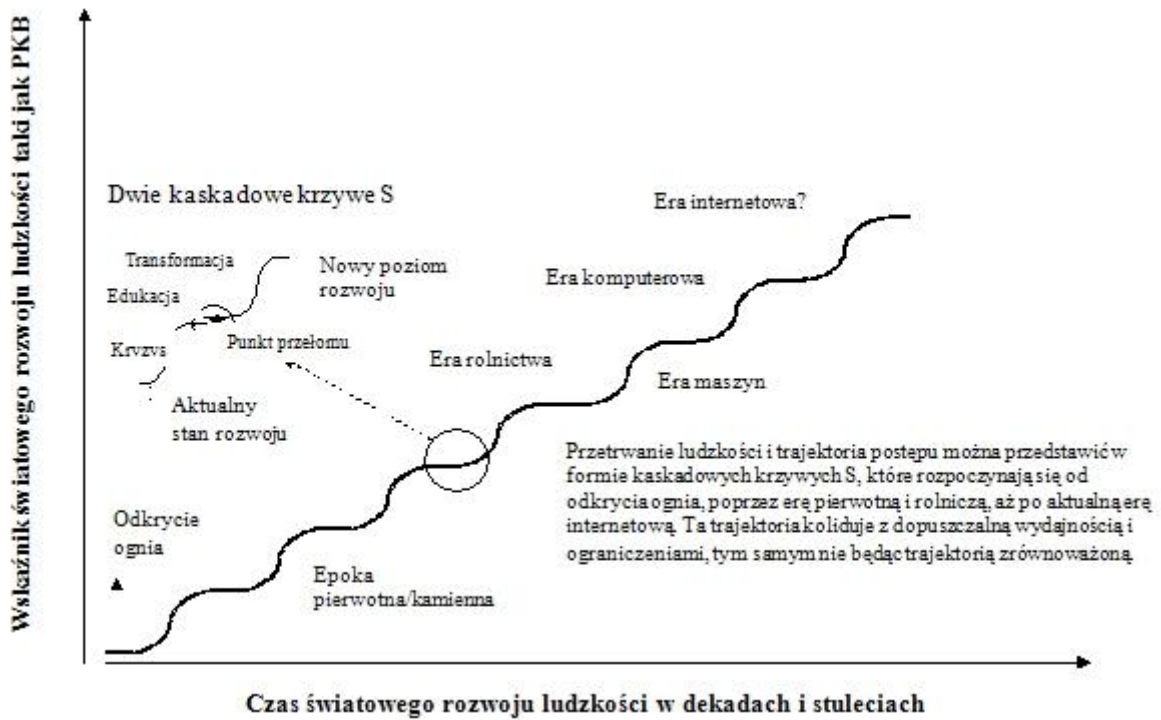 Wskaźnik światowego rozwoju ludzkości taki jak PKB
Dwie kaskadowe krzywe S
Transformacja
Edukacja
Krvzvs
Nowy poziom
rozwoju
Punkt przełomu
Aktualny
stan rozwoju
Odkrycie
ognia
Epoka
pierwotna/kamienna
Era rolnictwa
Era maszyn
Era komputerowa
Era internetowa?
Przetrwanie ludzkości i trajektoria postępu można przedstawić w
formie kaskadowych krzywych S, które rozpoczynają się od
odkrycia ognia, poprzez erę pierwotną i rolniczą, aż po aktualną erę
internetową. Ta trajektoria koliduje z dopuszczalną wydajnością i
ograniczeniami, tym samym nie będąc trajektorią zrównoważoną.
Czas światowego rozwoju ludzkości w dekadach i stuleciach